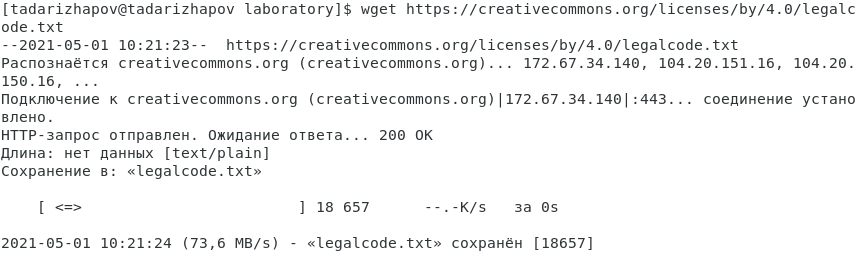 [tadarizhapov@tadarizhapov laboratory]$ wget https://creativecommons.org/licenses/by/4.0/legalc
ode.txt
--2021-05-01 10:21:23--  https://creativecommons.org/licenses/by/4.0/legalcode.txt
Распознаётся creativecommons.org (creativecommons.org)... 172.67.34.140, 104.20.151.16, 104.20.
150.16, ...
Подключение к creativecommons.org (creativecommons.org)|172.67.34.140|:443... соединение устано
влено.
HTTP-запрос отправлен. Ожидание ответа... 200 OK
Длина: нет данных [text/plain]
Сохранение в: «legalcode.txt»
    [ <=>                        ] 18 657      --.-K/s   за 0s
2021-05-01 10:21:24 (73,6 MB/s) - «legalcode.txt» сохранён [18657]